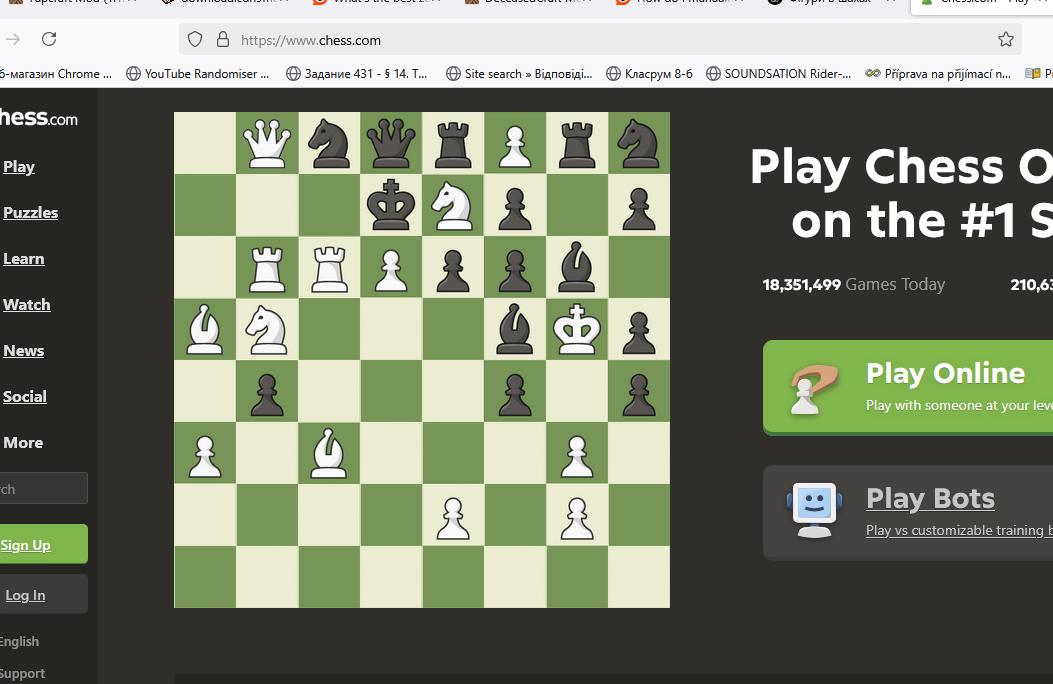 https://www.chess.com
б-магазин Chrome ... YouTube Randomiser ... Задание 431 - § 14. Т... Site search » Відповіді... Класрум 8-б SOUNDSATION Rider-... Příprava na přijímací n...
hess.com
Play
Puzzles
Learn
Watch
News
Social
More
rch
Sign Up
Log In
English
Support
Play Chess O
on the #1 S
18,351,499 Games Today 210,63
Play Online
Play with someone at your leve
Play Bots
Play vs customizable training b